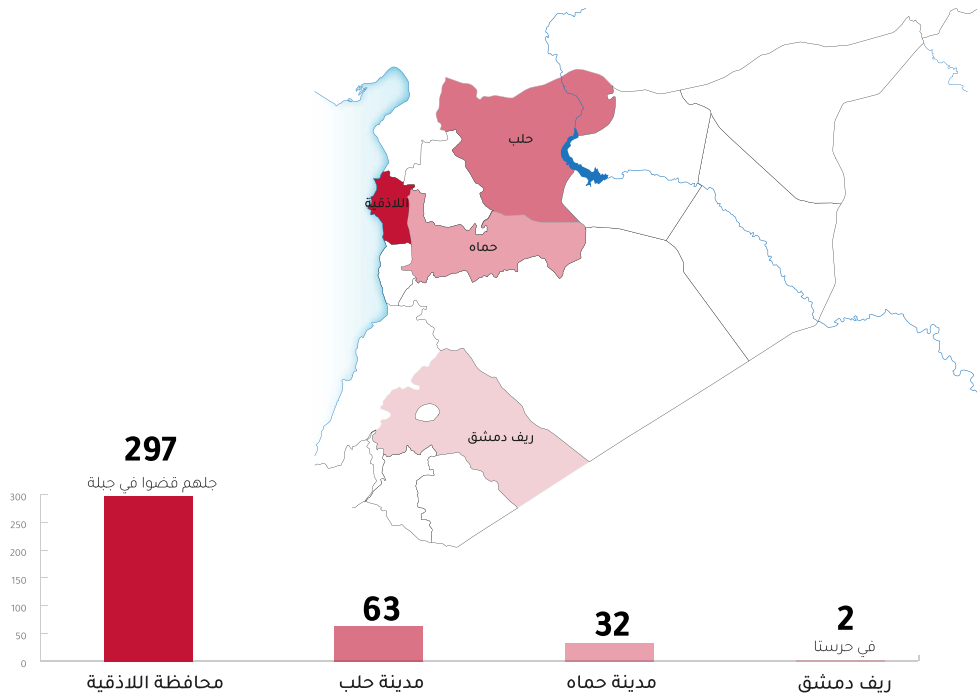 حلب
اللاذقية
حماه
ريف دمشق
297
جلهم قضوا في جبلة
300
250
200
150
100
50
0
63
32
2
في حرستا
محافظة اللاذقية
مدينة حلب
مدينة حماه
ريف دمشق